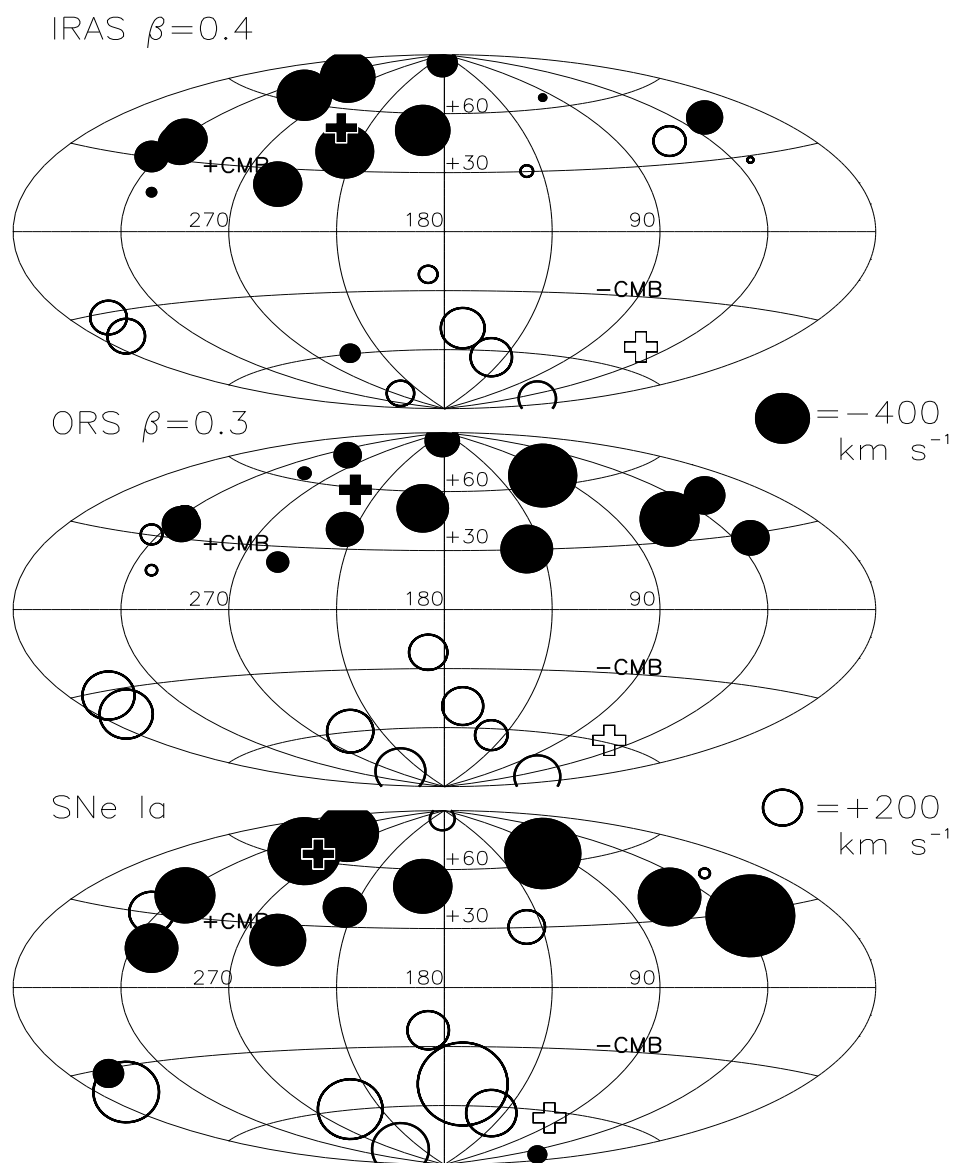 IRAS β=0.4
+60
+CMB
+30
270 180 90
−CMB
ORS β=0.3
=−400
km s⁻¹
+60
+CMB
+30
270 180 90
−CMB
SNe Ia
=+200
km s⁻¹
+60
+CMB
+30
270 180 90
−CMB